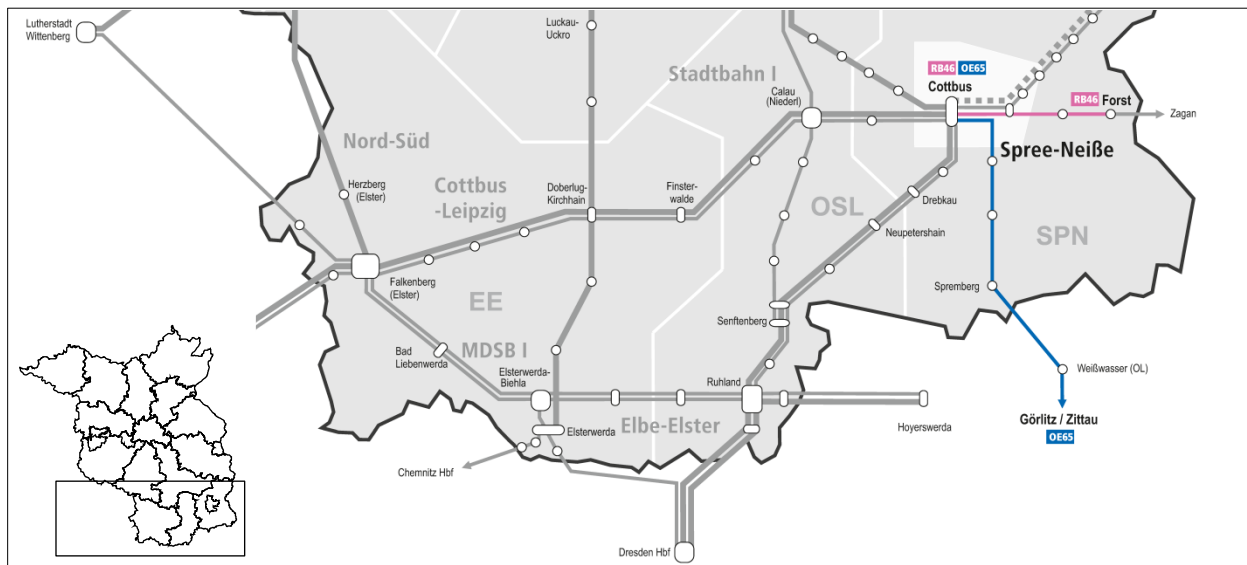 Lutherstadt
Wittenberg
Luckau-
Uckro
Stadtbahn I
Calau
(Niederl)
RB46 OE65
Cottbus
RB46 Forst
Zagan
Nord-Süd
Spree-Neiße
Herzberg
(Elster)
Cottbus
-Leipzig
Doberlug-
Kirchhain
Finster-
walde
OSL
Drebkau
Neupetershain
SPN
Falkenberg
(Elster)
EE
Spremberg
Senftenberg
Bad
Liebenwerda
MDSB I
Elsterwerda-
Biehla
Ruhland
Weißwasser (OL)
Elbe-Elster
Hoyerswerda
Görlitz / Zittau
OE65
Elsterwerda
Chemnitz Hbf
Dresden Hbf